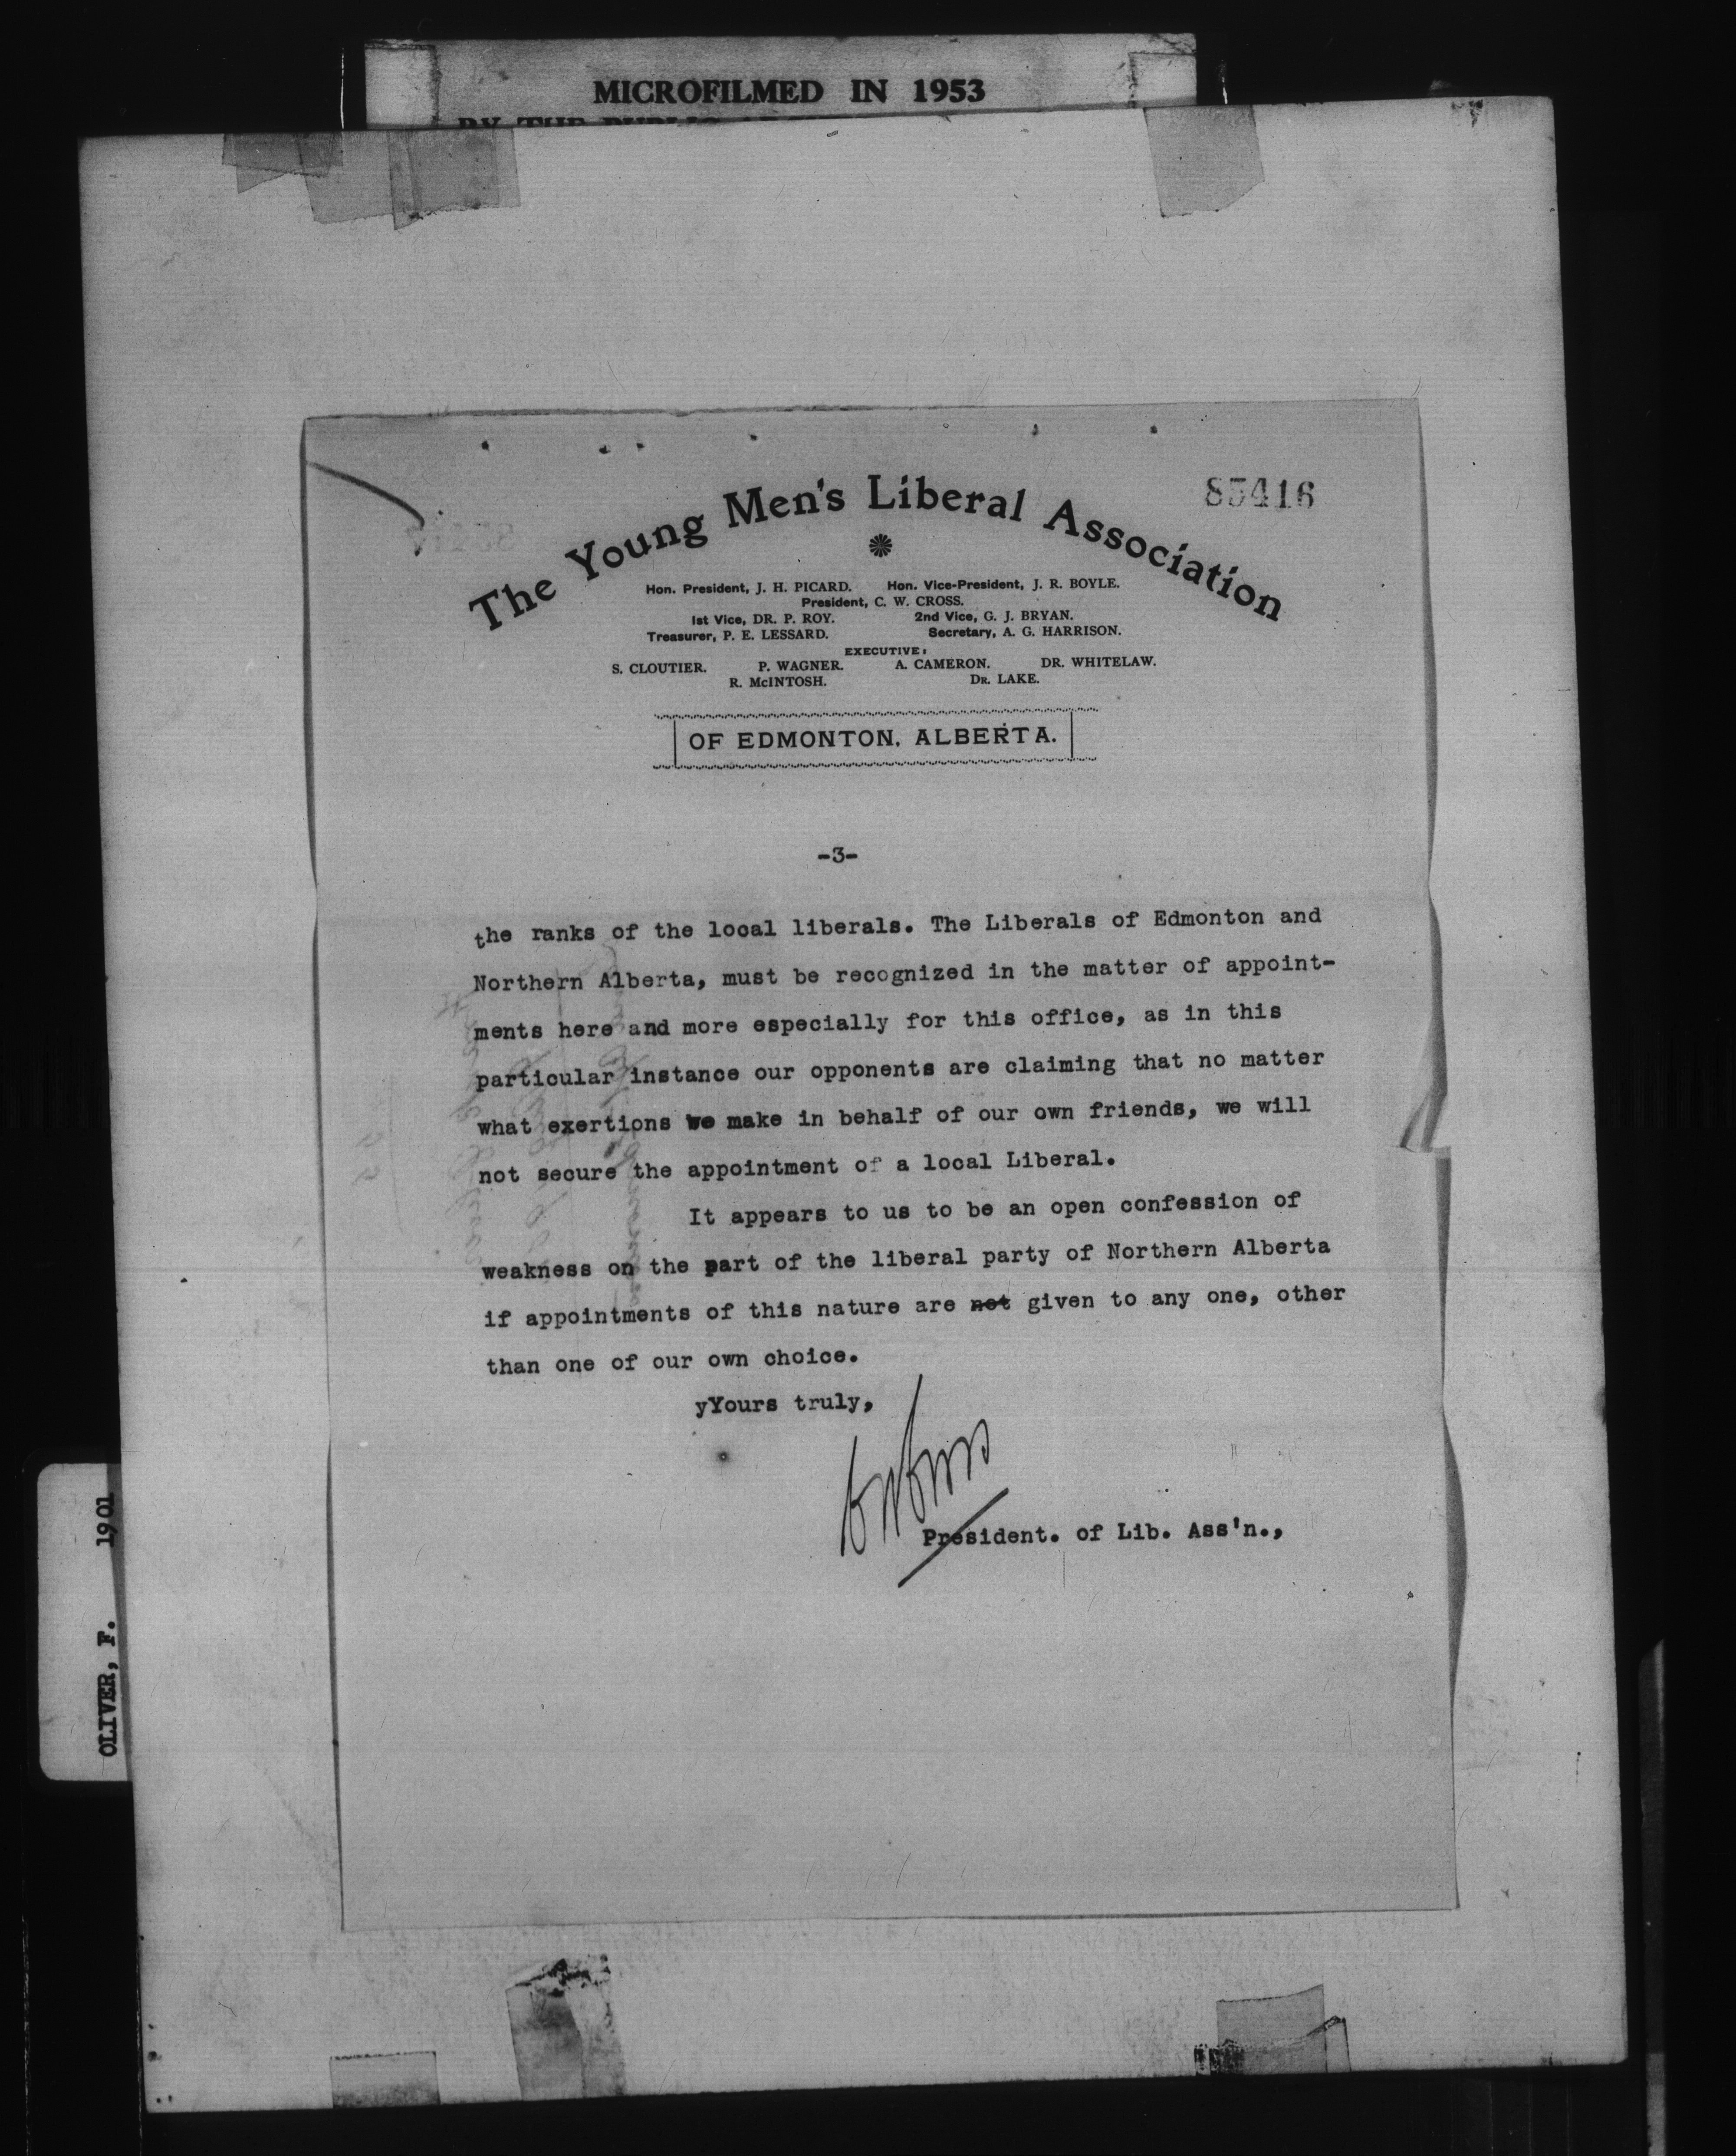 MICROFILMED IN 1953
85416
The Young Men's Liberal Association
Hon. President, J. H. PICARD. Hon. Vice-President, J. R. BOYLE.
President, C. W. CROSS.
1st Vice, DR. P. ROY. 2nd Vice, G. J. BRYAN.
Treasurer, P. E. LESSARD. Secretary, A. G. HARRISON.
EXECUTIVE:
S. CLOUTIER. P. WAGNER. A. CAMERON. DR. WHITELAW.
R. McINTOSH. DR. LAKE.
OF EDMONTON, ALBERTA.
-3-
the ranks of the local liberals. The Liberals of Edmonton and
Northern Alberta, must be recognized in the matter of appoint-
ments here and more especially for this office, as in this
particular instance our opponents are claiming that no matter
what exertions we make in behalf of our own friends, we will
not secure the appointment of a local Liberal.
It appears to us to be an open confession of
weakness on the part of the liberal party of Northern Alberta
if appointments of this nature are not given to any one, other
than one of our own choice.
yYours truly,
President. of Lib. Ass'n.,
OLIVER, F. 1901